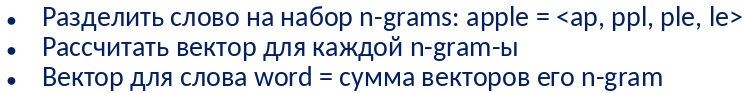 • Разделить слово на набор n-grams: apple = <ap, ppl, ple, le>
• Рассчитать вектор для каждой n-gram-ы
• Вектор для слова word = сумма векторов его n-gram